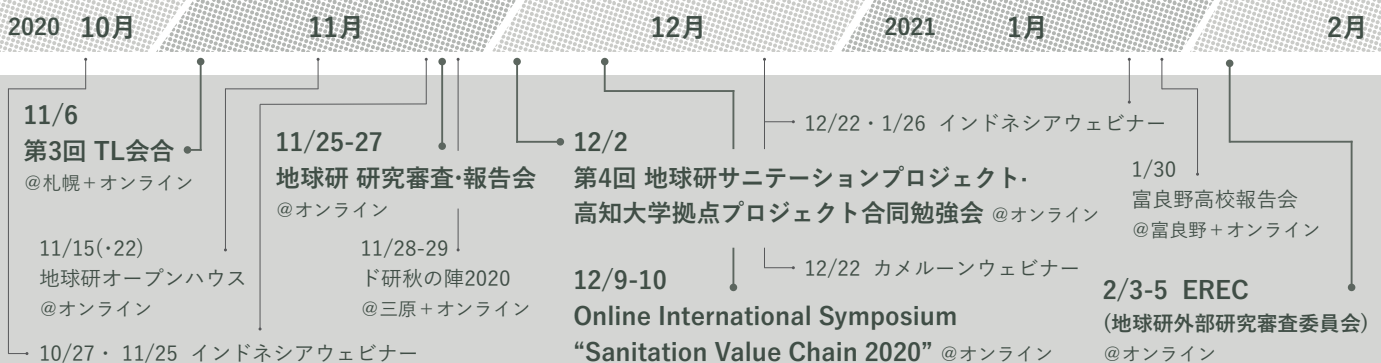 2020 10月 11月 12月 2021 1月 2月
11/6
第3回 TL会合
@札幌＋オンライン
11/15(・22)
地球研オープンハウス
@オンライン
10/27・ 11/25 インドネシアウェビナー
11/25-27
地球研 研究審査・報告会
@オンライン
11/28-29
ド研秋の陣2020
@三原＋オンライン
12/2
第4回 地球研サニテーションプロジェクト・
高知大学拠点プロジェクト合同勉強会 @オンライン
12/9-10
Online International Symposium
“Sanitation Value Chain 2020” @オンライン
12/22・1/26 インドネシアウェビナー
12/22 カメルーンウェビナー
1/30
富良野高校報告会
@富良野＋オンライン
2/3-5 EREC
(地球研外部研究審査委員会)
@オンライン